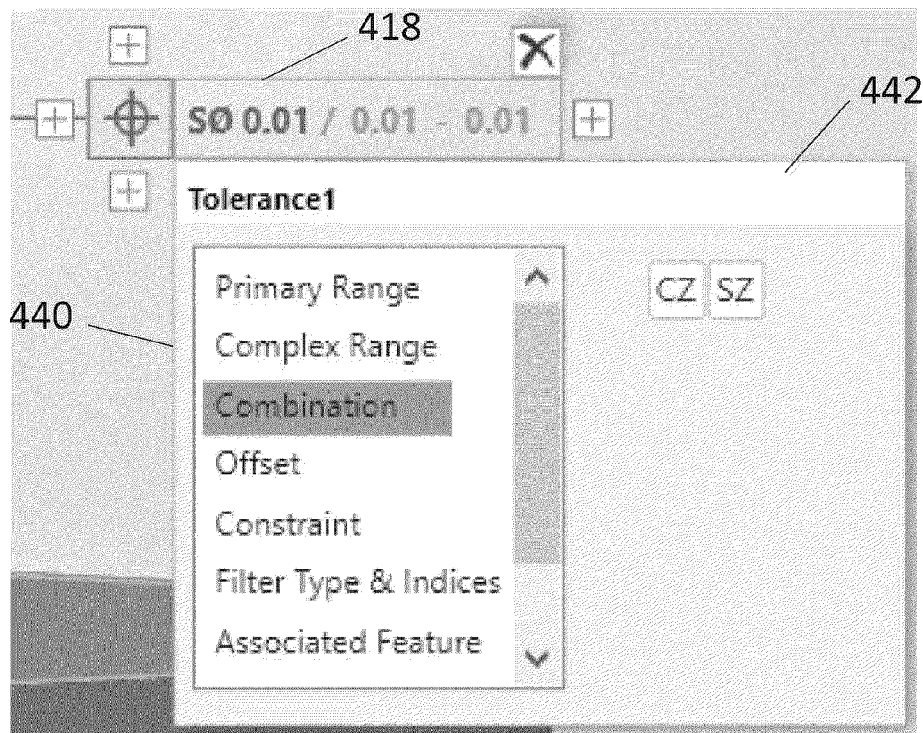 418
SØ 0.01 / 0.01 - 0.01
442
Tolerance1
Primary Range
CZ SZ
440
Complex Range
Combination
Offset
Constraint
Filter Type & Indices
Associated Feature